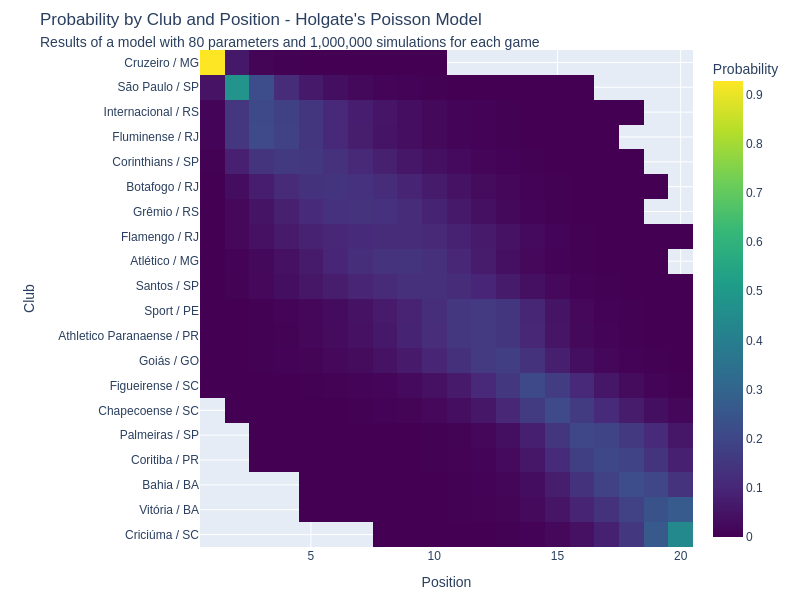 Probability by Club and Position - Holgate's Poisson Model
Results of a model with 80 parameters and 1,000,000 simulations for each game
Club
Cruzeiro / MG
São Paulo / SP
Internacional / RS
Fluminense / RJ
Corinthians / SP
Botafogo / RJ
Grêmio / RS
Flamengo / RJ
Atlético / MG
Santos / SP
Sport / PE
Athletico Paranaense / PR
Goiás / GO
Figueirense / SC
Chapecoense / SC
Palmeiras / SP
Coritiba / PR
Bahia / BA
Vitória / BA
Criciúma / SC
5 10 15 20
Position
Probability
0.9
0.8
0.7
0.6
0.5
0.4
0.3
0.2
0.1
0